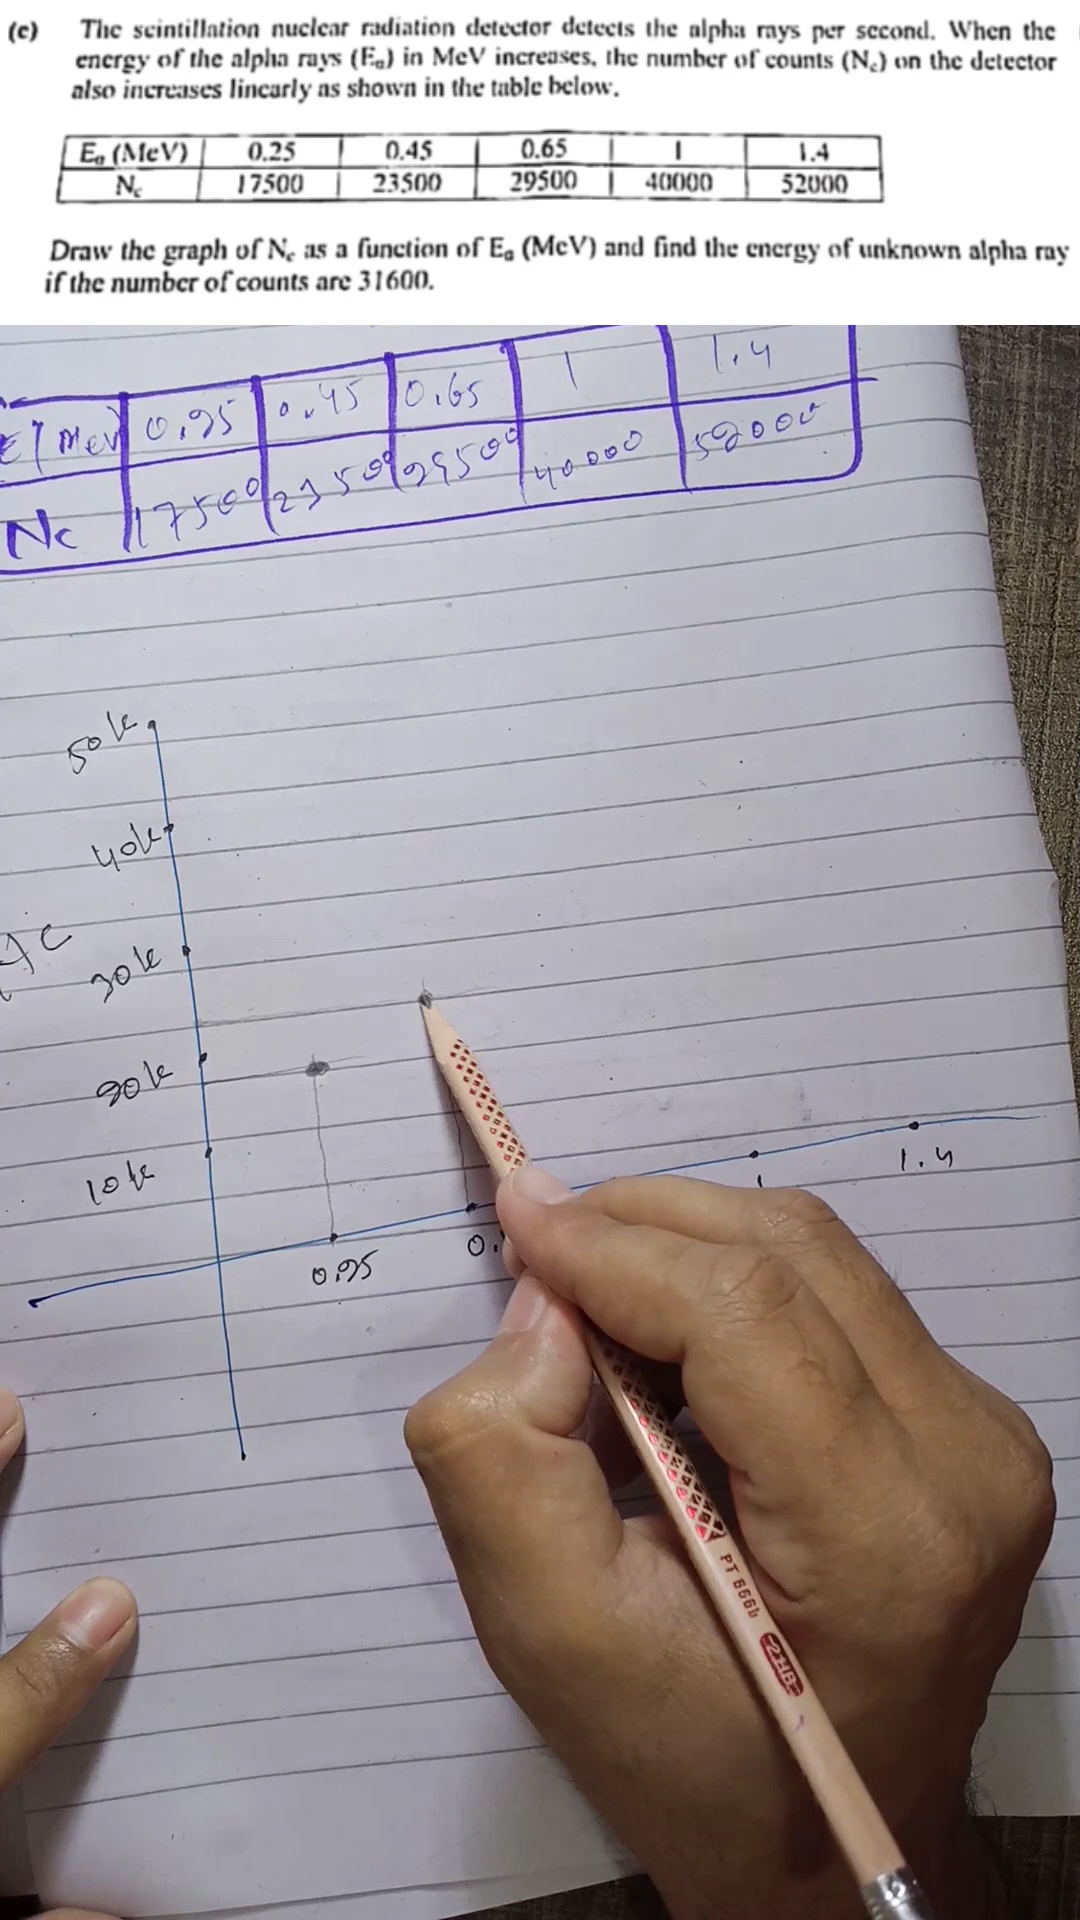 (c) The scintillation nuclear radiation detector detects the alpha rays per second. When the
energy of the alpha rays (Eα) in MeV increases, the number of counts (Nc) on the detector
also increases linearly as shown in the table below.
Eα (MeV) 0.25 0.45 0.65 1 1.4
Nc 17500 23500 29500 40000 52000
Draw the graph of Nc as a function of Eα (MeV) and find the energy of unknown alpha ray
if the number of counts are 31600.
E/Mev 0.25 0.45 0.65 1 1.4
Nc 17500 23500 29500 40000 52000
50k
40k
30k
20k
10k
0.25 0. 1 1.4
PT 666b
2HB